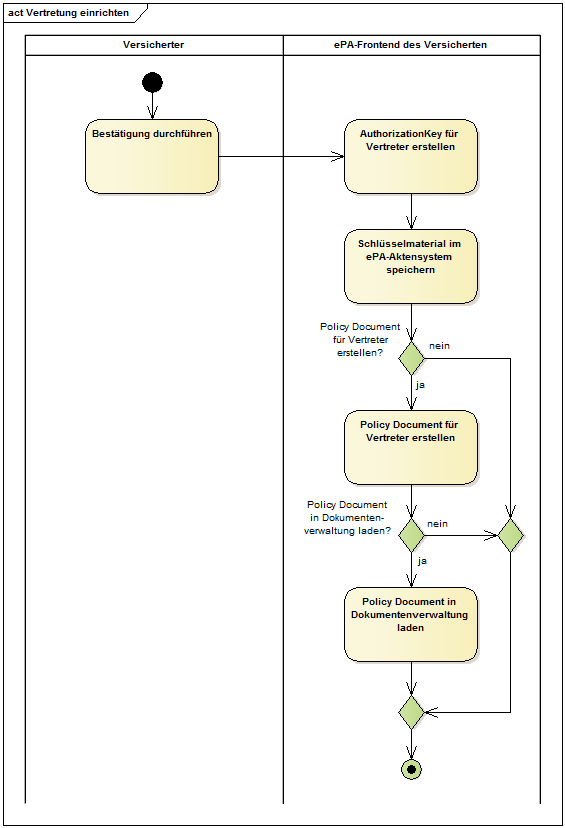 act Vertretung einrichten
Versicherter
ePA-Frontend des Versicherten
Bestätigung durchführen
AuthorizationKey für
Vertreter erstellen
Schlüsselmaterial im
ePA-Aktensystem
speichern
Policy Document
für Vertreter
erstellen?
nein
ja
Policy Document für
Vertreter erstellen
Policy Document
in Dokumenten-
verwaltung laden?
nein
ja
Policy Document in
Dokumentenverwaltung
laden